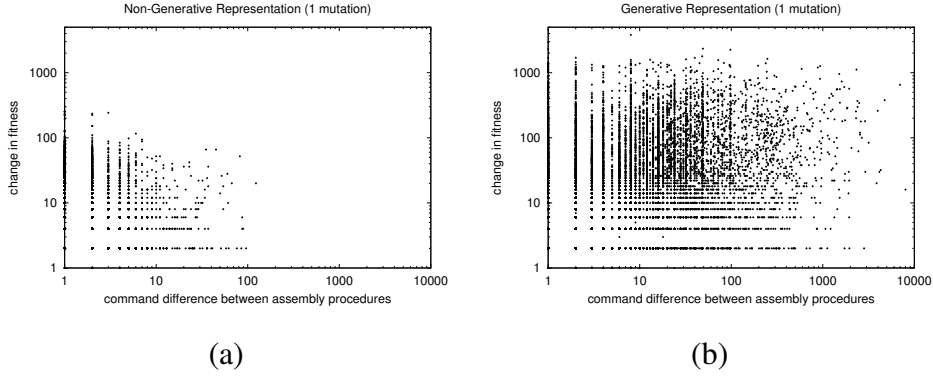 Non-Generative Representation (1 mutation)
1000
100
10
1
1 10 100 1000 10000
change in fitness
command difference between assembly procedures
(a)
Generative Representation (1 mutation)
1000
100
10
1
1 10 100 1000 10000
change in fitness
command difference between assembly procedures
(b)